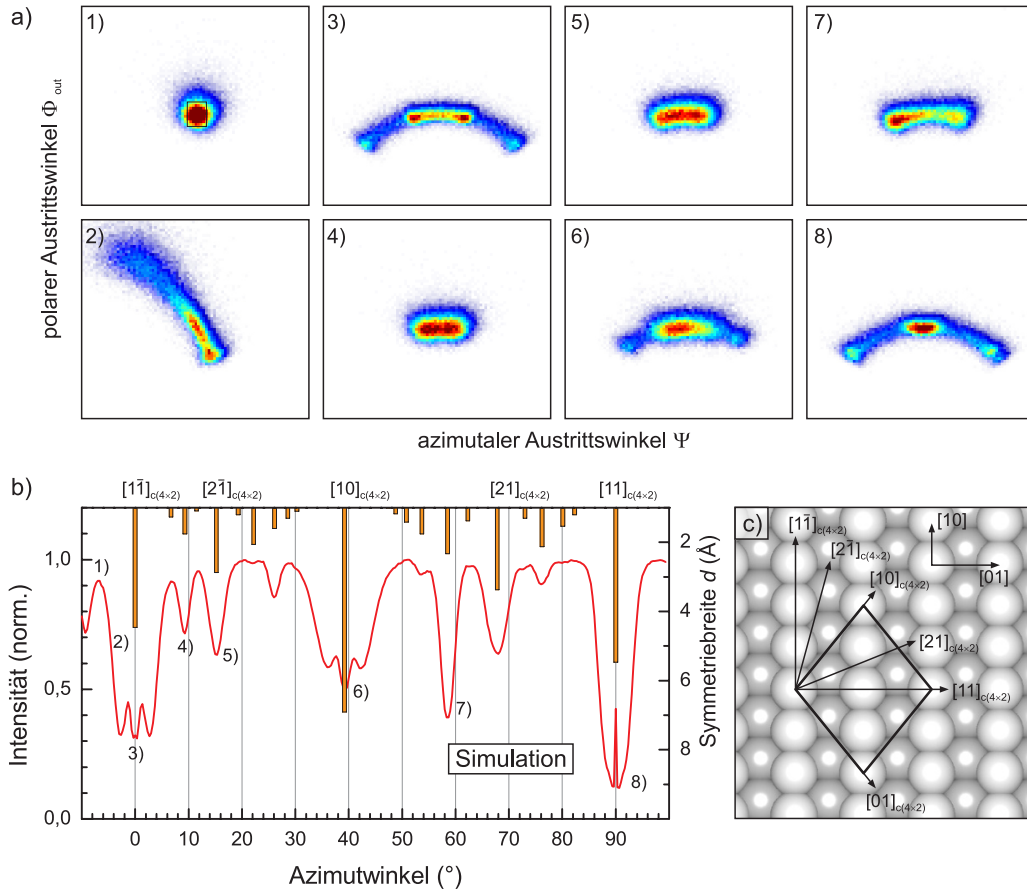 a)
1)
3)
5)
7)
2)
4)
6)
8)
polarer Austrittswinkel Φout
azimutaler Austrittswinkel Ψ
b)
[11̄]c(4×2) [21̄]c(4×2) [10]c(4×2) [21]c(4×2) [11]c(4×2)
1,0
0,5
0,0
Intensität (norm.)
1)
2)
3)
4)
5)
6)
7)
8)
Simulation
2
4
6
8
Symmetriebreite d (Å)
0 10 20 30 40 50 60 70 80 90
Azimutwinkel (°)
c)
[11̄]c(4×2)
[21̄]c(4×2)
[10]c(4×2)
[10]
[01]
[21]c(4×2)
[11]c(4×2)
[01]c(4×2)